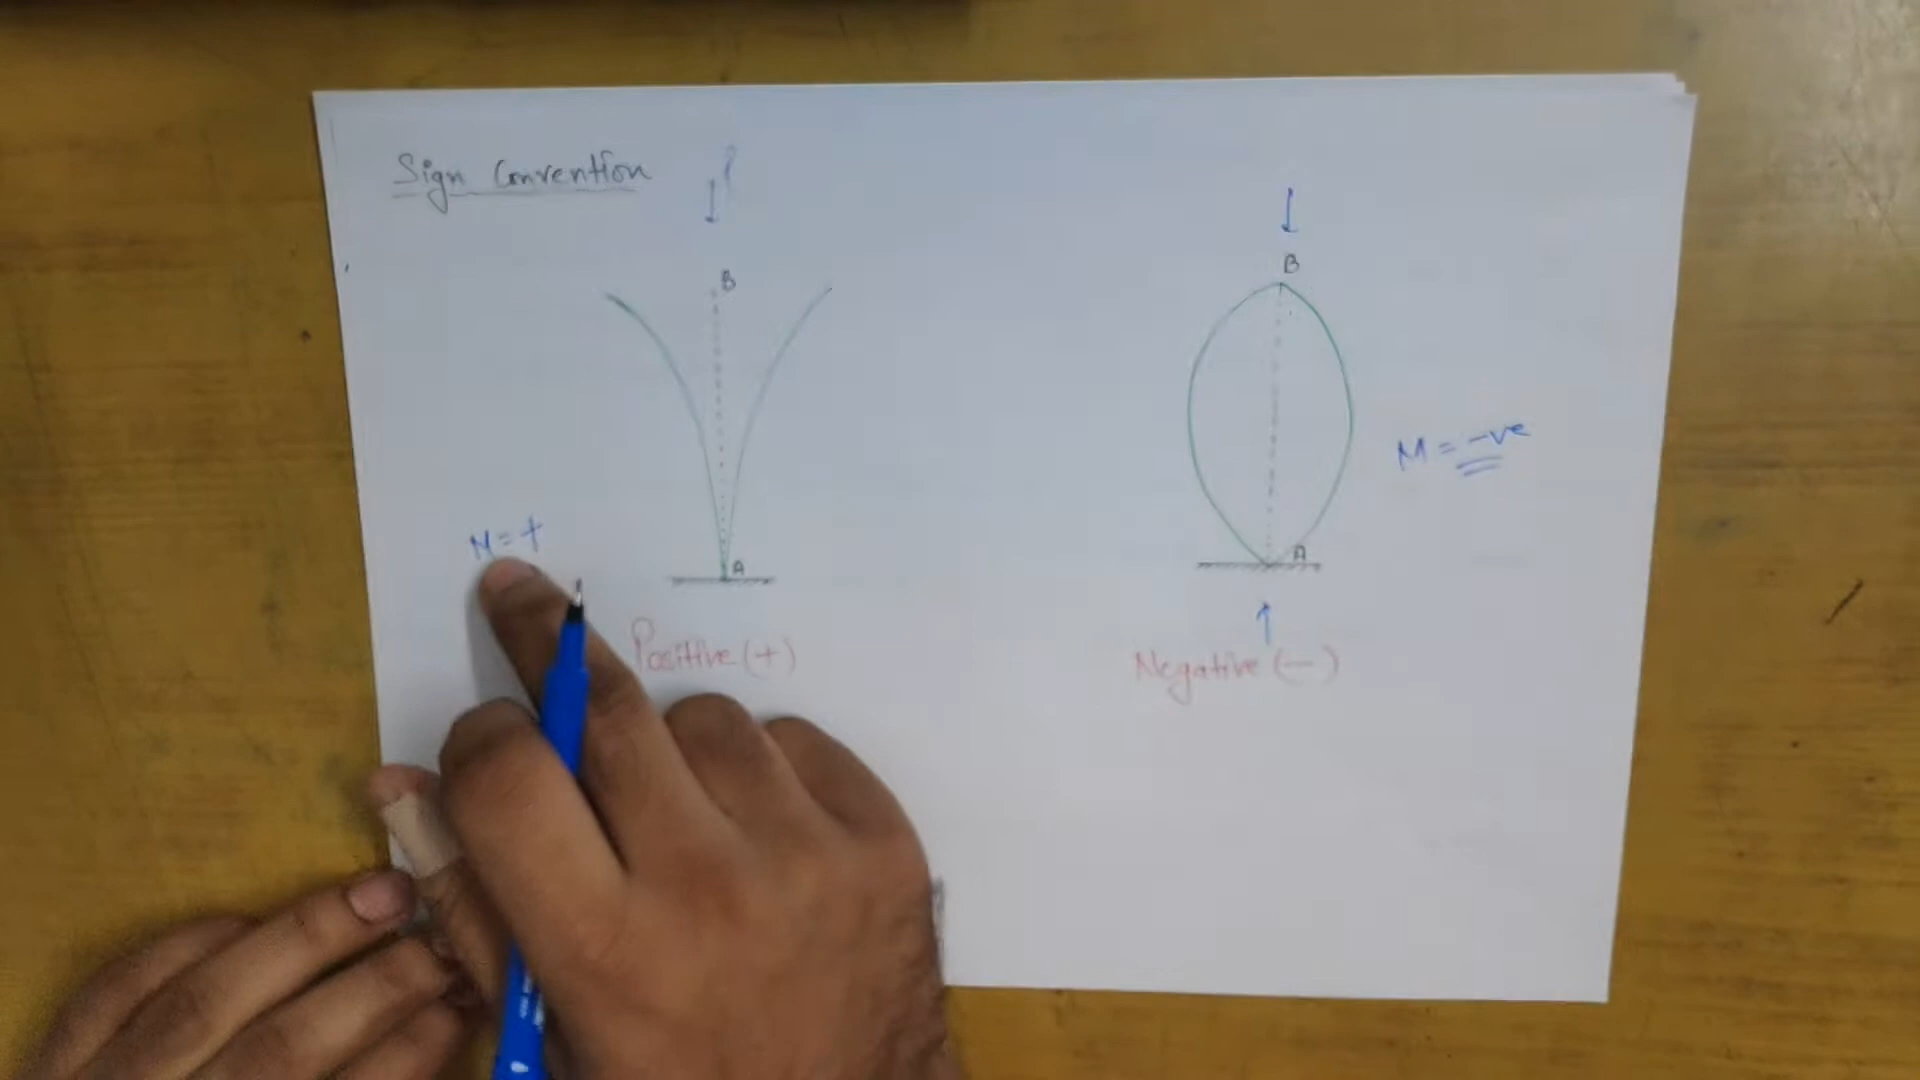 Sign Convention
P
B
B
M = -ve
M = +
A
A
Positive (+)
Negative (-)